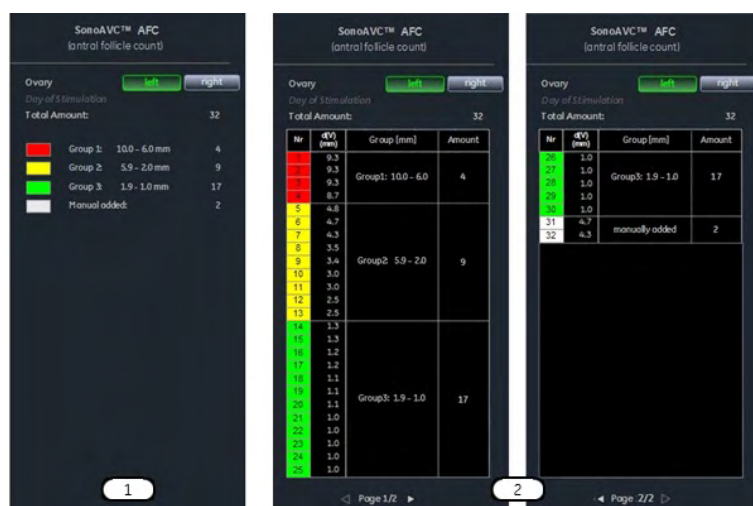 SonoAVC™ AFC
(antral follicle count)
Ovary left right
Day of Stimulation
Total Amount: 32
Group 1: 10.0 - 6.0 mm 4
Group 2: 5.9 - 2.0 mm 9
Group 3: 1.9 - 1.0 mm 17
Manual added: 2
1
SonoAVC™ AFC
(antral follicle count)
Ovary left right
Day of Stimulation
Total Amount: 32
Nr d(V) (mm) Group [mm] Amount
1 9.3
2 9.3
3 9.3
4 8.7
Group1: 10.0 - 6.0 4
5 4.8
6 4.7
7 4.3
8 3.5
9 3.4
10 3.0
11 3.0
12 2.5
13 2.5
Group2: 5.9 - 2.0 9
14 1.3
15 1.3
16 1.2
17 1.2
18 1.1
19 1.1
20 1.1
21 1.0
22 1.0
23 1.0
24 1.0
25 1.0
Group3: 1.9 - 1.0 17
Page 1/2
SonoAVC™ AFC
(antral follicle count)
Ovary left right
Day of Stimulation
Total Amount: 32
Nr d(V) (mm) Group [mm] Amount
26 1.0
27 1.0
28 1.0
29 1.0
30 1.0
Group3: 1.9 - 1.0 17
31 4.7
32 4.3
manually added 2
Page 2/2
2